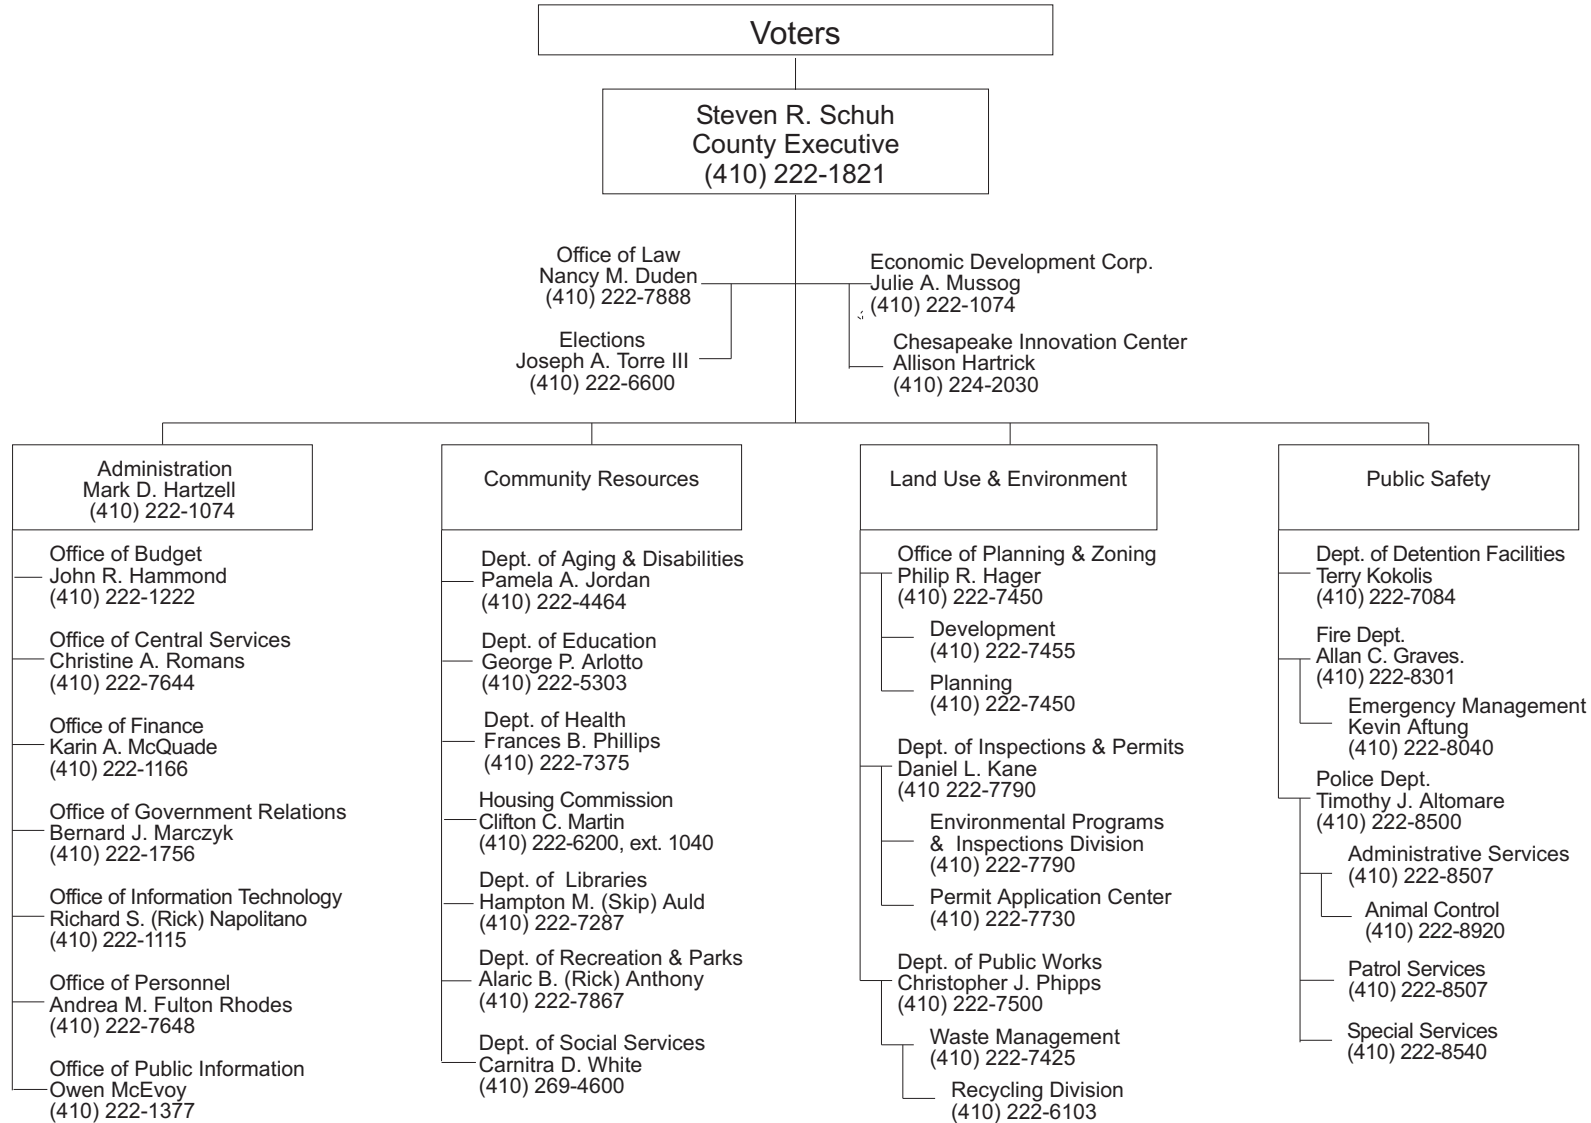 Voters
Steven R. Schuh
County Executive
(410) 222-1821
Office of Law
Nancy M. Duden
(410) 222-7888
Elections
Joseph A. Torre III
(410) 222-6600
Economic Development Corp.
Julie A. Mussog
(410) 222-1074
Chesapeake Innovation Center
Allison Hartrick
(410) 224-2030
Administration
Mark D. Hartzell
(410) 222-1074
Office of Budget
John R. Hammond
(410) 222-1222
Office of Central Services
Christine A. Romans
(410) 222-7644
Office of Finance
Karin A. McQuade
(410) 222-1166
Office of Government Relations
Bernard J. Marczyk
(410) 222-1756
Office of Information Technology
Richard S. (Rick) Napolitano
(410) 222-1115
Office of Personnel
Andrea M. Fulton Rhodes
(410) 222-7648
Office of Public Information
Owen McEvoy
(410) 222-1377
Community Resources
Dept. of Aging & Disabilities
Pamela A. Jordan
(410) 222-4464
Dept. of Education
George P. Arlotto
(410) 222-5303
Dept. of Health
Frances B. Phillips
(410) 222-7375
Housing Commission
Clifton C. Martin
(410) 222-6200, ext. 1040
Dept. of Libraries
Hampton M. (Skip) Auld
(410) 222-7287
Dept. of Recreation & Parks
Alaric B. (Rick) Anthony
(410) 222-7867
Dept. of Social Services
Carnitra D. White
(410) 269-4600
Land Use & Environment
Office of Planning & Zoning
Philip R. Hager
(410) 222-7450
Development
(410) 222-7455
Planning
(410) 222-7450
Dept. of Inspections & Permits
Daniel L. Kane
(410 222-7790
Environmental Programs
& Inspections Division
(410) 222-7790
Permit Application Center
(410) 222-7730
Dept. of Public Works
Christopher J. Phipps
(410) 222-7500
Waste Management
(410) 222-7425
Recycling Division
(410) 222-6103
Public Safety
Dept. of Detention Facilities
Terry Kokolis
(410) 222-7084
Fire Dept.
Allan C. Graves.
(410) 222-8301
Emergency Management
Kevin Aftung
(410) 222-8040
Police Dept.
Timothy J. Altomare
(410) 222-8500
Administrative Services
(410) 222-8507
Animal Control
(410) 222-8920
Patrol Services
(410) 222-8507
Special Services
(410) 222-8540